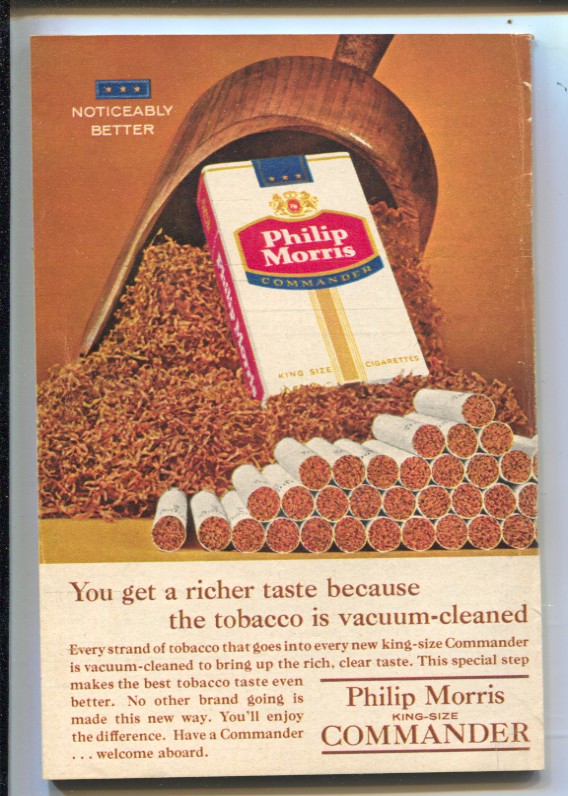 NOTICEABLY
BETTER
Philip
Morris
COMMANDER
Philip Morris
KING SIZE CIGARETTES
You get a richer taste because
the tobacco is vacuum-cleaned
Every strand of tobacco that goes into every new king-size Commander
is vacuum-cleaned to bring up the rich, clear taste. This special step
makes the best tobacco taste even
better. No other brand going is
made this new way. You'll enjoy
the difference. Have a Commander
... welcome aboard.
Philip Morris
KING-SIZE
COMMANDER